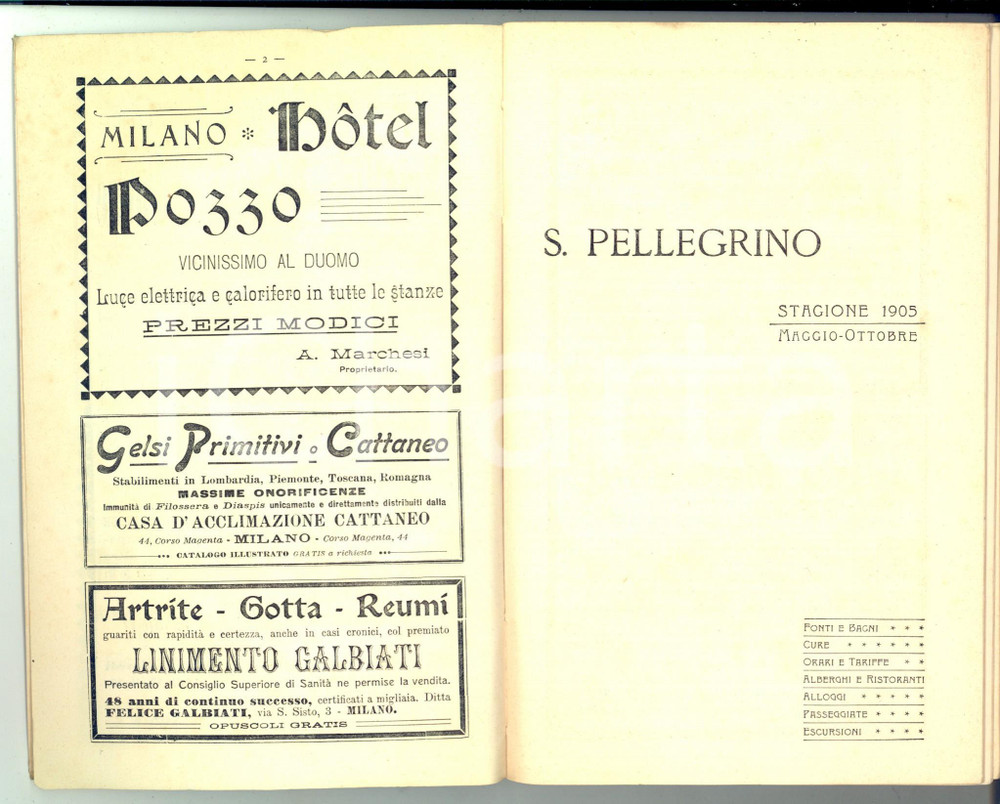 — 2 —
MILANO * Hôtel
Pozzo
VICINISSIMO AL DUOMO
Luce elettrica e calorifero in tutte le stanze
PREZZI MODICI
A. Marchesi
Proprietario.
Gelsi Primitivi o Cattaneo
Stabilimenti in Lombardia, Piemonte, Toscana, Romagna
MASSIME ONORIFICENZE
Immunità di Filossera e Diaspis unicamente e direttamente distribuiti dalla
CASA D'ACCLIMAZIONE CATTANEO
44, Corso Magenta - MILANO - Corso Magenta, 44
CATALOGO ILLUSTRATO GRATIS a richiesta
Artrite - Gotta - Reumi
guariti con rapidità e certezza, anche in casi cronici, col premiato
LINIMENTO GALBIATI
Presentato al Consiglio Superiore di Sanità ne permise la vendita.
48 anni di continuo successo, certificati a migliaia. Ditta
FELICE GALBIATI, via S. Sisto, 3 - MILANO.
OPUSCOLI GRATIS
S. PELLEGRINO
STAGIONE 1905
MAGGIO-OTTOBRE
FONTI E BAGNI * * *
CURE * * * * * *
ORARI E TARIFFE * *
ALBERGHI E RISTORANTI
ALLOGGI * * * * *
PASSEGGIATE * * * *
ESCURSIONI * * * *